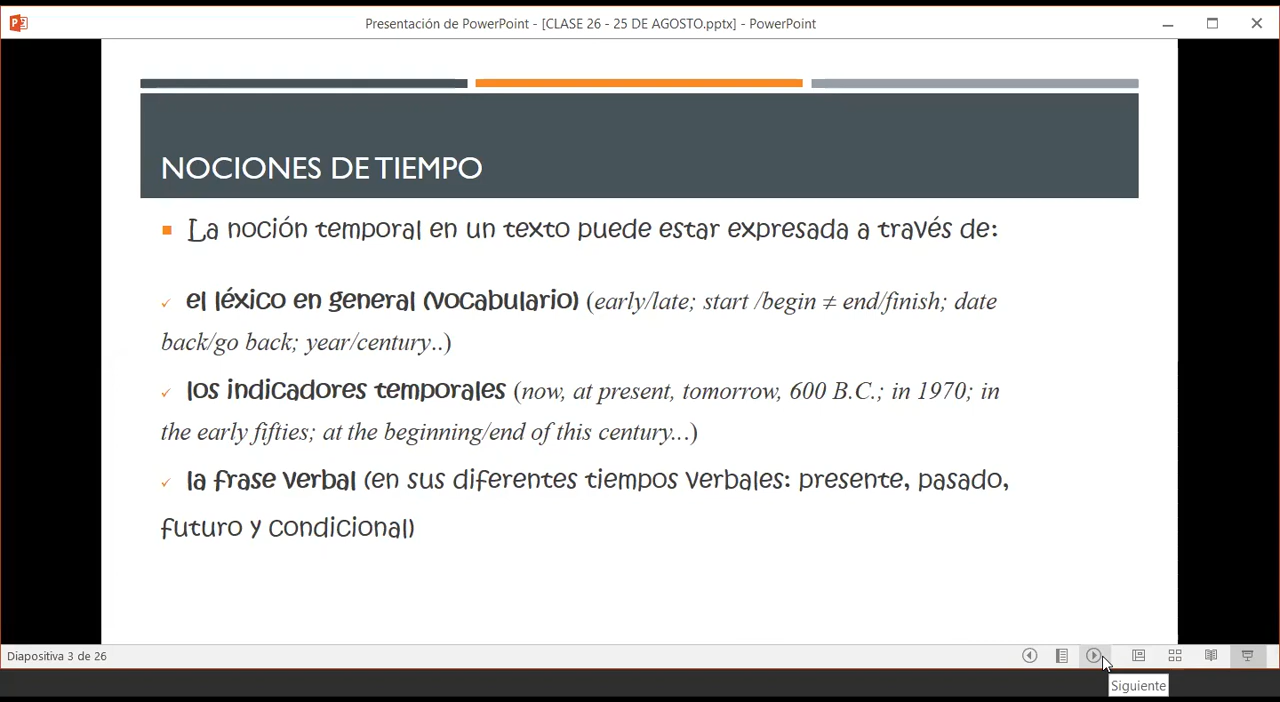 Presentación de PowerPoint - [CLASE 26 - 25 DE AGOSTO.pptx] - PowerPoint
NOCIONES DE TIEMPO
La noción temporal en un texto puede estar expresada a través de:
✓ el léxico en general (vocabulario) (early/late; start /begin ≠ end/finish; date
back/go back; year/century..)
✓ los indicadores temporales (now, at present, tomorrow, 600 B.C.; in 1970; in
the early fifties; at the beginning/end of this century...)
✓ la frase verbal (en sus diferentes tiempos verbales: presente, pasado,
futuro y condicional)
Diapositiva 3 de 26
Siguiente